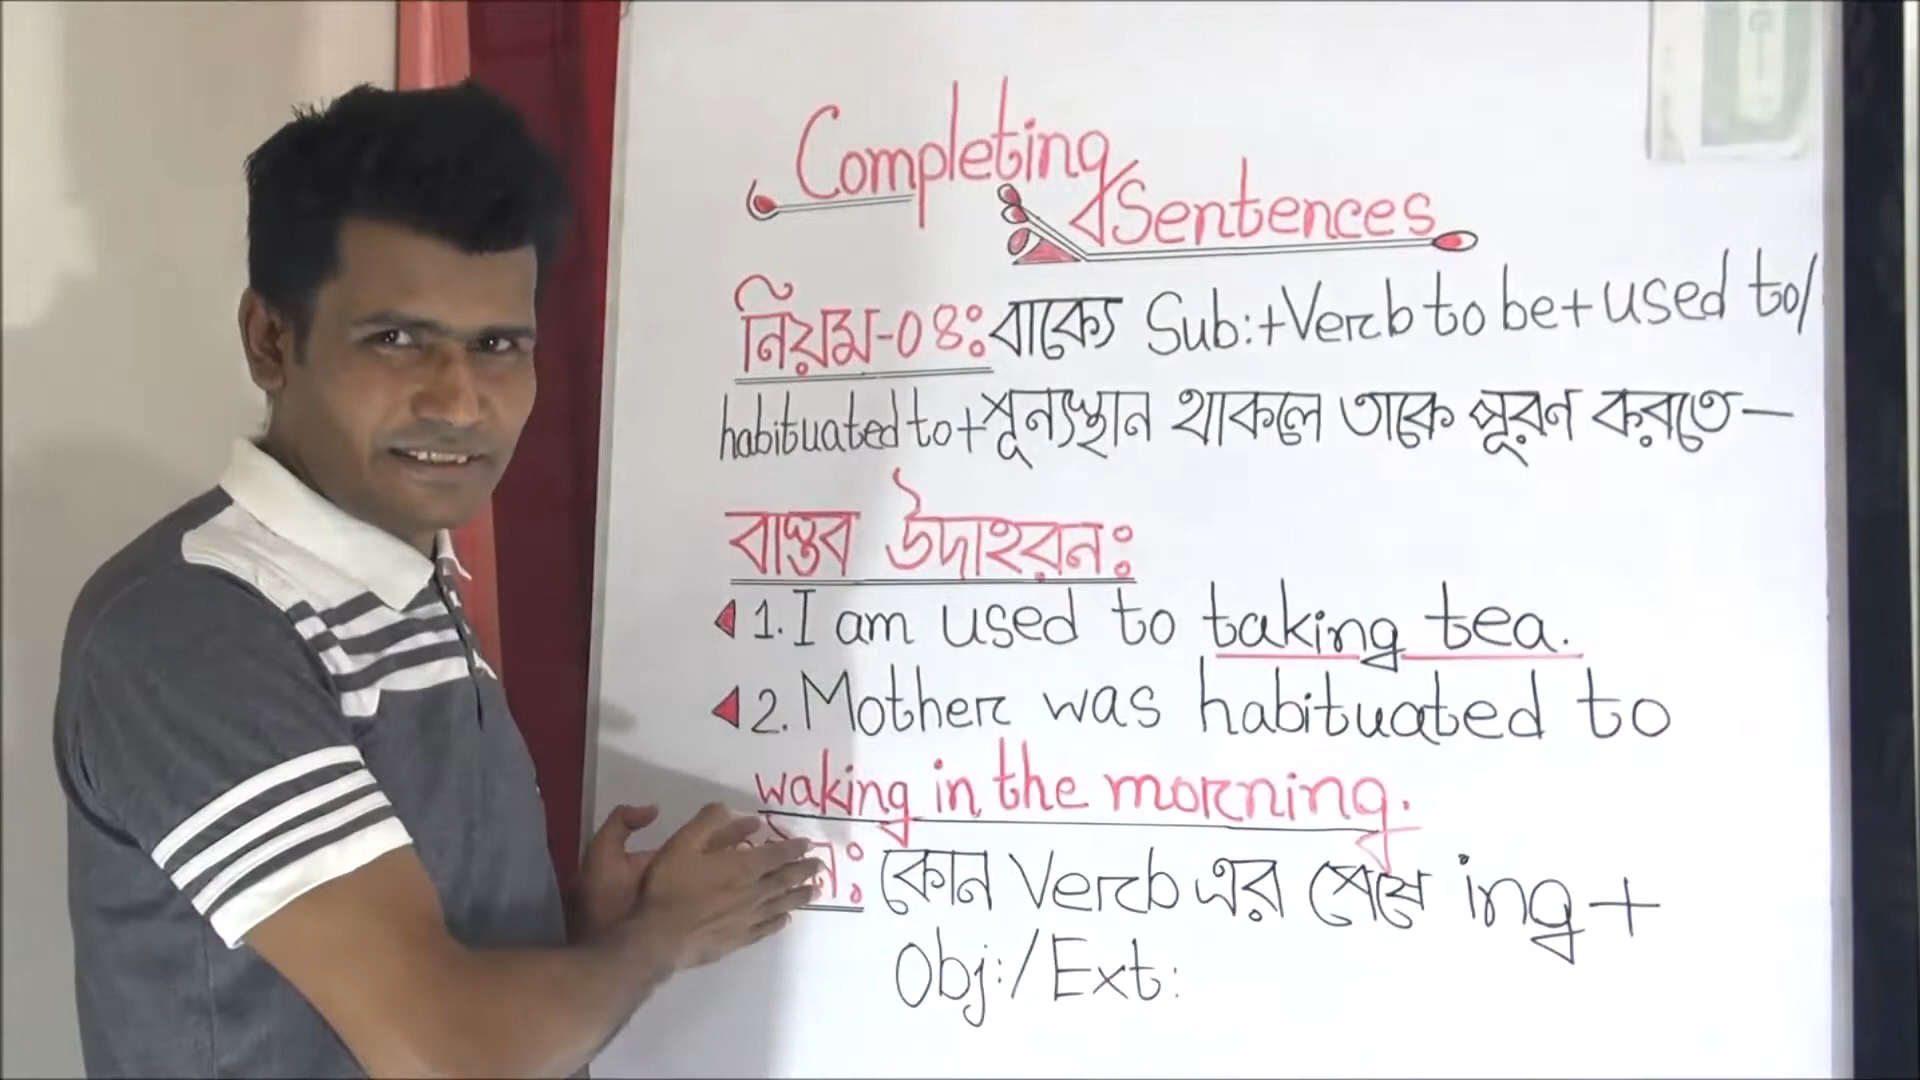 Completing
Sentences
নিয়ম-০৪ঃ বাক্যে Sub:+Verb to be+used to/
habituated to+শূন্যস্থান থাকলে তাকে পূরণ করতে—
বাস্তব উদাহরনঃ
1. I am used to taking tea.
2. Mother was habituated to
waking in the morning.
কোন Verb এর শেষে ing +
Obj:/Ext: